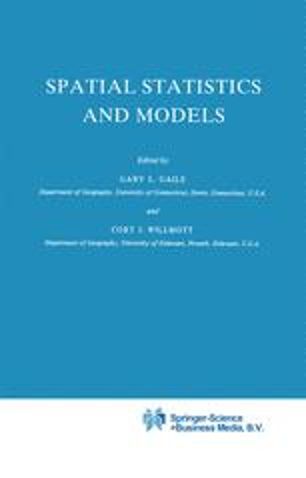 SPATIAL STATISTICS
AND MODELS
Edited by
GARY L. GAILE
Department of Geography, University of Connecticut, Storrs, Connecticut, U.S.A.
and
CORT J. WILLMOTT
Department of Geography, University of Delaware, Newark, Delaware, U.S.A.
Springer-Science
+Business Media, B.V.